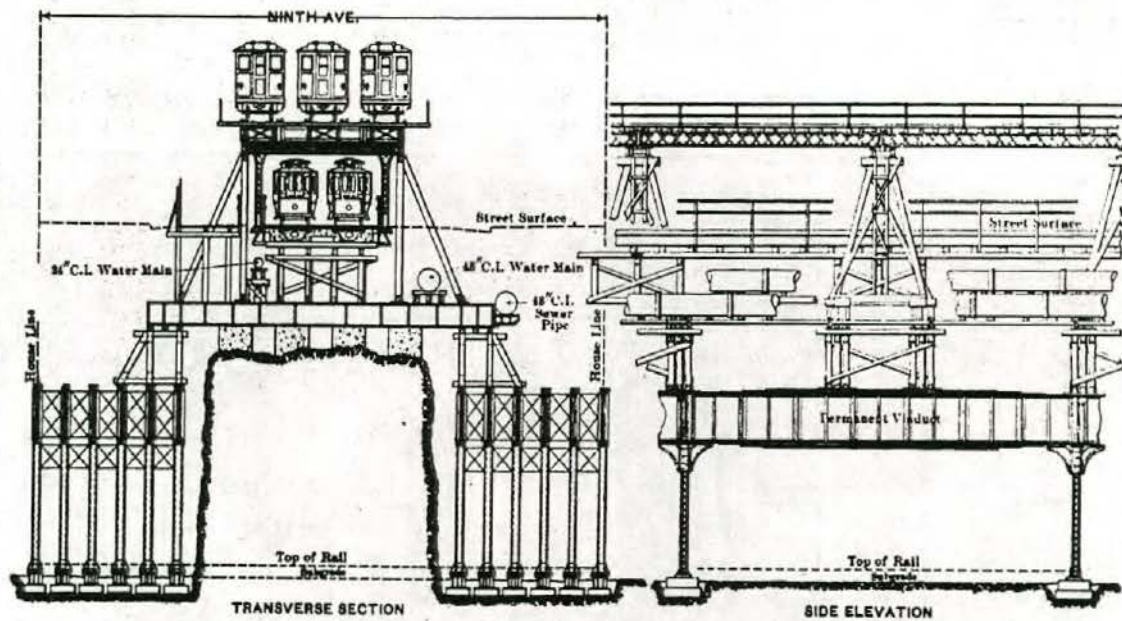 NINTH AVE.
Street Surface
Street Surface
24"C.I. Water Main
48"C.I. Water Main
48"C.I.
Sewer
Pipe
House Line
House Line
Permanent Viaduct
Top of Rail
Subgrade
Top of Rail
Subgrade
TRANSVERSE SECTION
SIDE ELEVATION